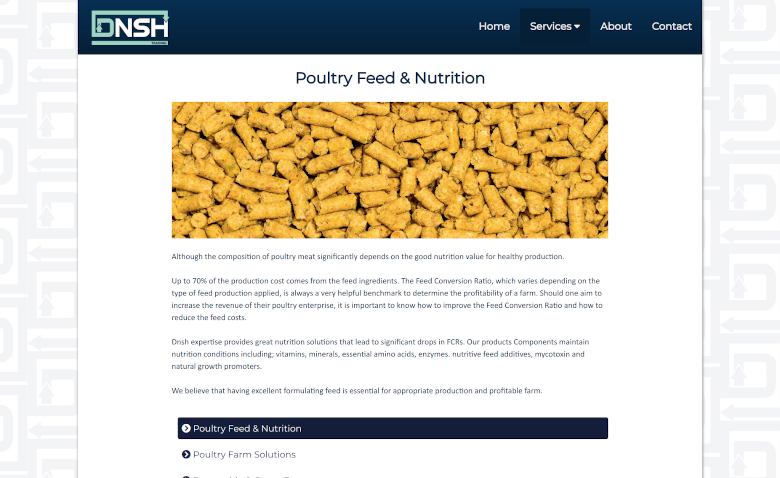 DNSH
TRADING
Home
Services
About
Contact
Poultry Feed & Nutrition
Although the composition of poultry meat significantly depends on the good nutrition value for healthy production.
Up to 70% of the production cost comes from the feed ingredients. The Feed Conversion Ratio, which varies depending on the
type of feed production applied, is always a very helpful benchmark to determine the profitability of a farm. Should one aim to
increase the revenue of their poultry enterprise, it is important to know how to improve the Feed Conversion Ratio and how to
reduce the feed costs.
Dnsh expertise provides great nutrition solutions that lead to significant drops in FCRs. Our products Components maintain
nutrition conditions including; vitamins, minerals, essential amino acids, enzymes. nutritive feed additives, mycotoxin and
natural growth promoters.
We believe that having excellent formulating feed is essential for appropriate production and profitable farm.
Poultry Feed & Nutrition
Poultry Farm Solutions